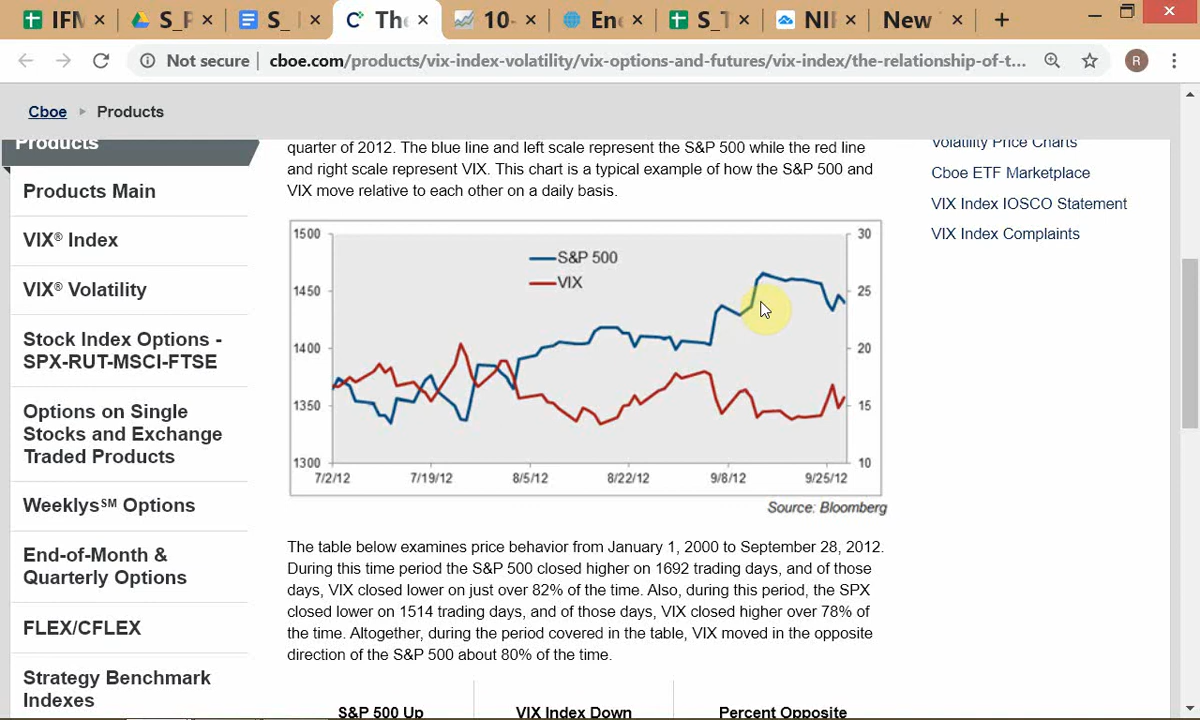 IFM
S_P
S_
The
10-
En
S_T
NI
New
Not secure
cboe.com/products/vix-index-volatility/vix-options-and-futures/vix-index/the-relationship-of-t...
R
Cboe
Products
Products
Products Main
VIX® Index
VIX® Volatility
Stock Index Options -
SPX-RUT-MSCI-FTSE
Options on Single
Stocks and Exchange
Traded Products
Weeklysᔆᴹ Options
End-of-Month &
Quarterly Options
FLEX/CFLEX
Strategy Benchmark
Indexes
quarter of 2012. The blue line and left scale represent the S&P 500 while the red line
and right scale represent VIX. This chart is a typical example of how the S&P 500 and
VIX move relative to each other on a daily basis.
1500
1450
1400
1350
1300
S&P 500
VIX
30
25
20
15
10
7/2/12
7/19/12
8/5/12
8/22/12
9/8/12
9/25/12
Source: Bloomberg
The table below examines price behavior from January 1, 2000 to September 28, 2012.
During this time period the S&P 500 closed higher on 1692 trading days, and of those
days, VIX closed lower on just over 82% of the time. Also, during this period, the SPX
closed lower on 1514 trading days, and of those days, VIX closed higher over 78% of
the time. Altogether, during the period covered in the table, VIX moved in the opposite
direction of the S&P 500 about 80% of the time.
S&P 500 Up
VIX Index Down
Percent Opposite
Volatility Price Charts
Cboe ETF Marketplace
VIX Index IOSCO Statement
VIX Index Complaints